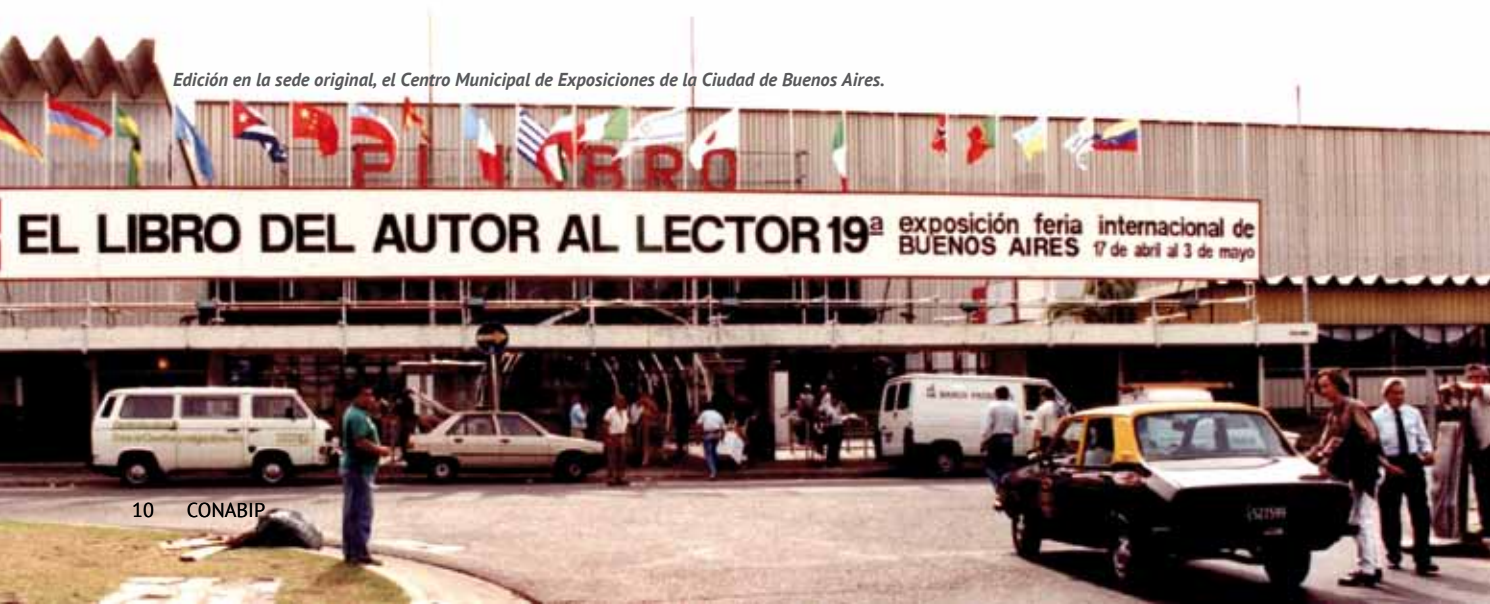 Edición en la sede original, el Centro Municipal de Exposiciones de la Ciudad de Buenos Aires.
EL LIBRO
EL LIBRO DEL AUTOR AL LECTOR 19ª exposición feria internacional de
BUENOS AIRES 17 de abril al 3 de mayo
10 CONABIP